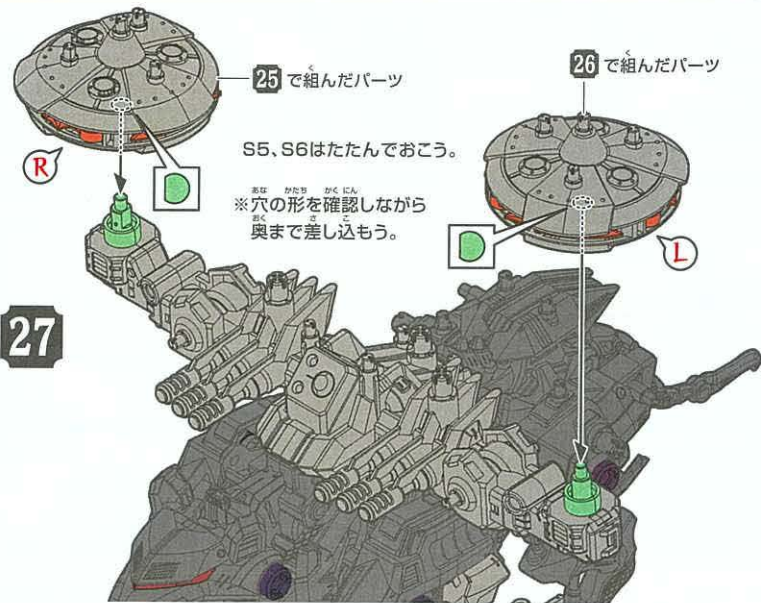 25 で組んだパーツ
26 で組んだパーツ
R
S5、S6はたたんでおこう。
※穴の形を確認しながら
奥まで差し込もう。
L
27